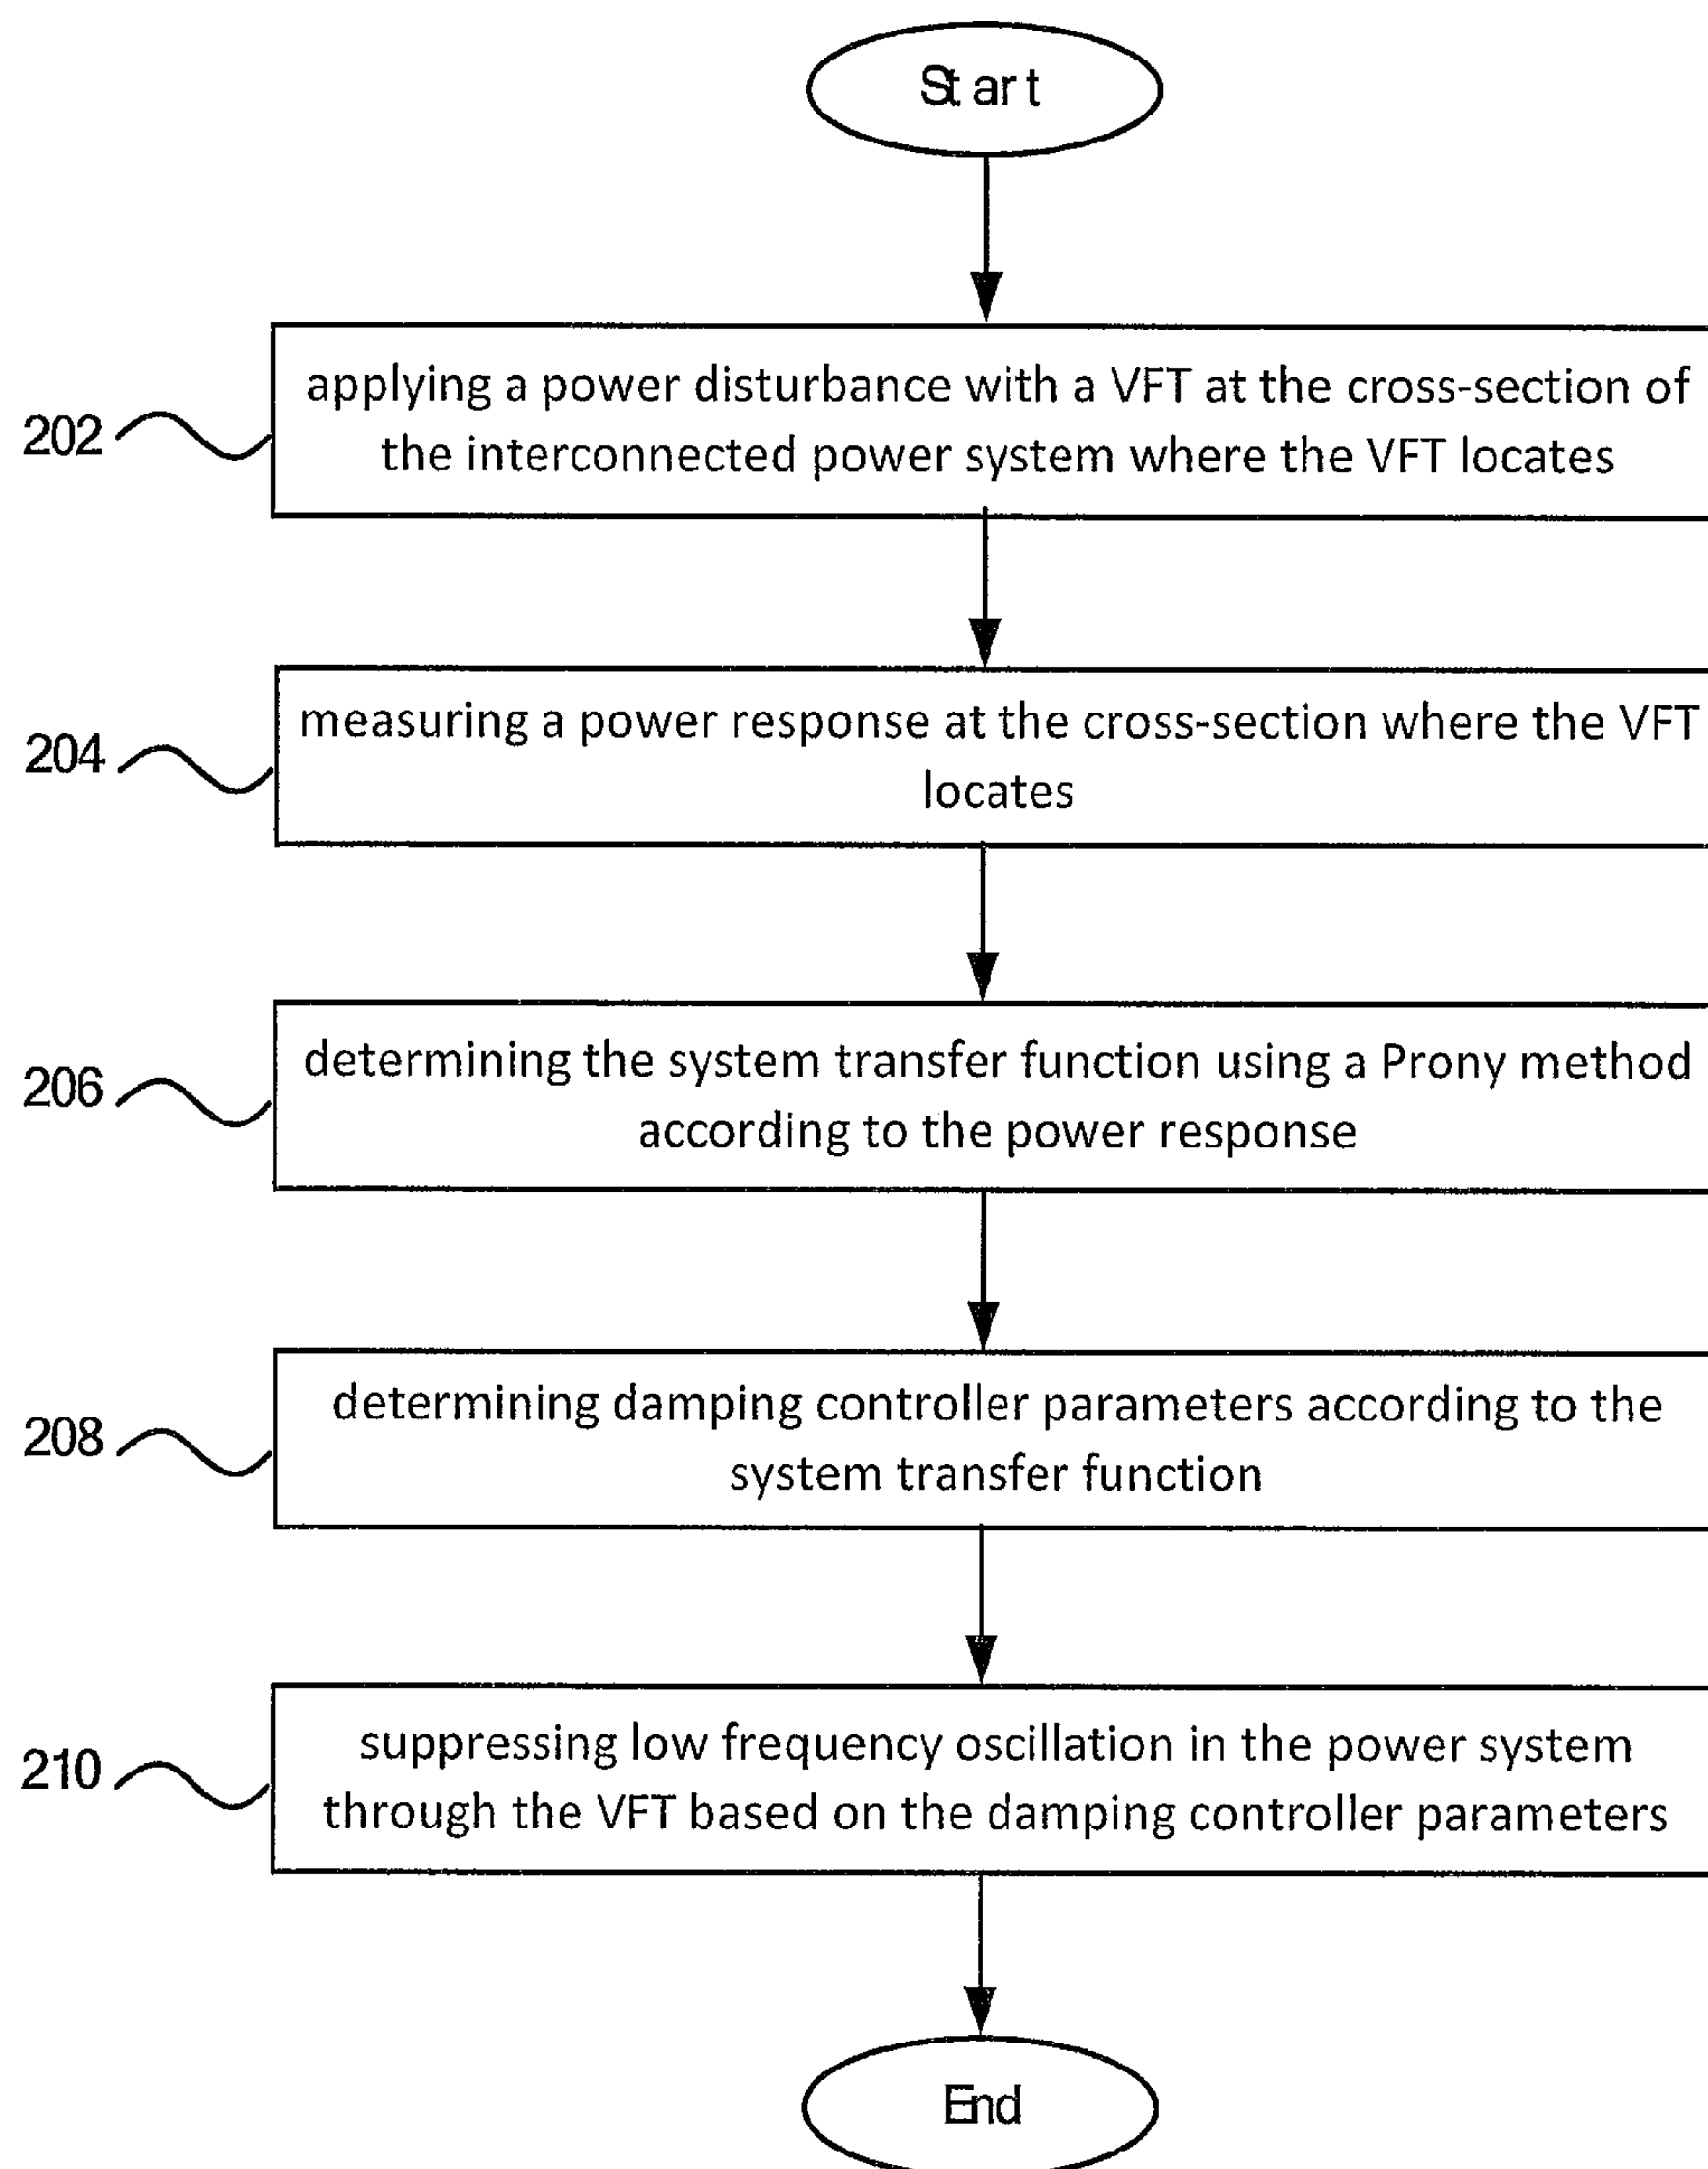 Start
202
applying a power disturbance with a VFT at the cross-section of
the interconnected power system where the VFT locates
204
measuring a power response at the cross-section where the VFT
locates
206
determining the system transfer function using a Prony method
according to the power response
208
determining damping controller parameters according to the
system transfer function
210
suppressing low frequency oscillation in the power system
through the VFT based on the damping controller parameters
End